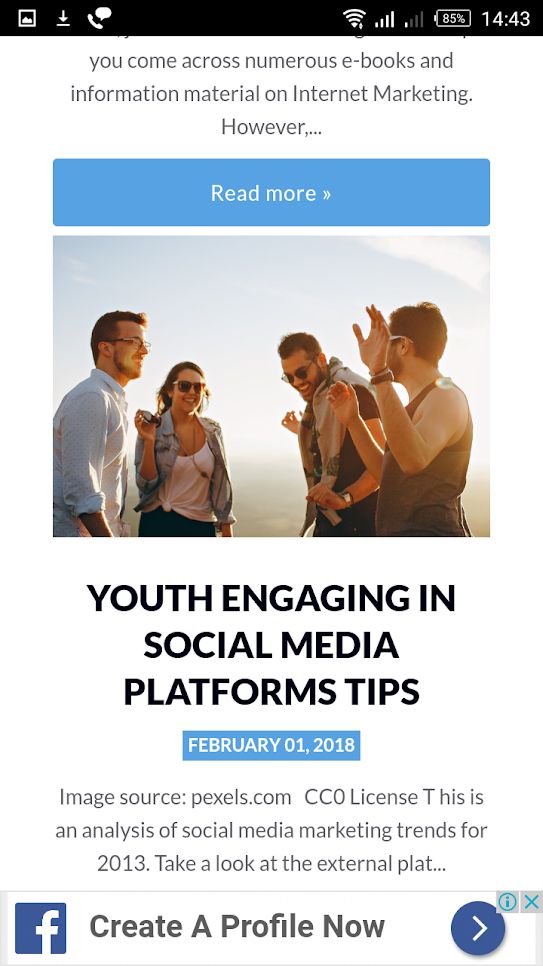 85% 14:43
you come across numerous e-books and
information material on Internet Marketing.
However,...
Read more »
YOUTH ENGAGING IN
SOCIAL MEDIA
PLATFORMS TIPS
FEBRUARY 01, 2018
Image source: pexels.com CC0 License T his is
an analysis of social media marketing trends for
2013. Take a look at the external plat...
f Create A Profile Now